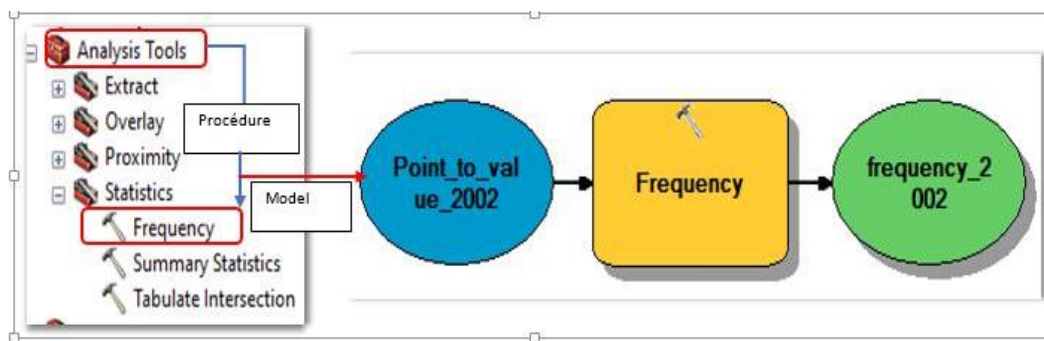 Analysis Tools
Extract
Overlay
Proximity
Statistics
Frequency
Summary Statistics
Tabulate Intersection
Procédure
Model
Point_to_val
ue_2002
Frequency
frequency_2
002